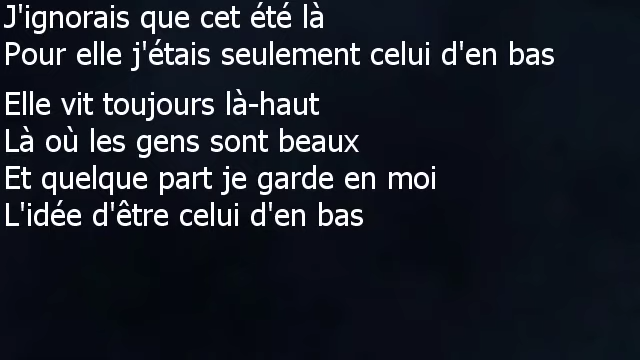 J'ignorais que cet été là
Pour elle j'étais seulement celui d'en bas
Elle vit toujours là-haut
Là où les gens sont beaux
Et quelque part je garde en moi
L'idée d'être celui d'en bas